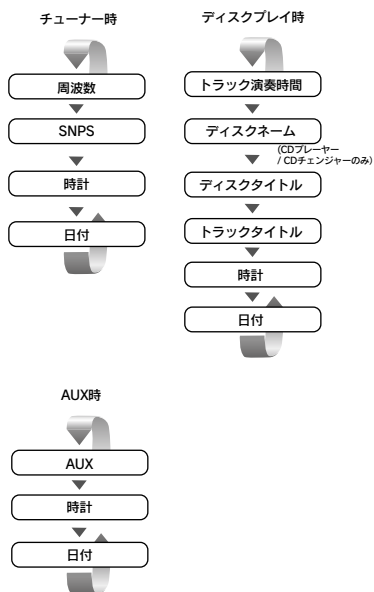 チューナー時
周波数
SNPS
時計
日付
ディスクプレイ時
トラック演奏時間
ディスクネーム
(CDプレーヤー
/ CDチェンジャーのみ)
ディスクタイトル
トラックタイトル
時計
日付
AUX時
AUX
時計
日付